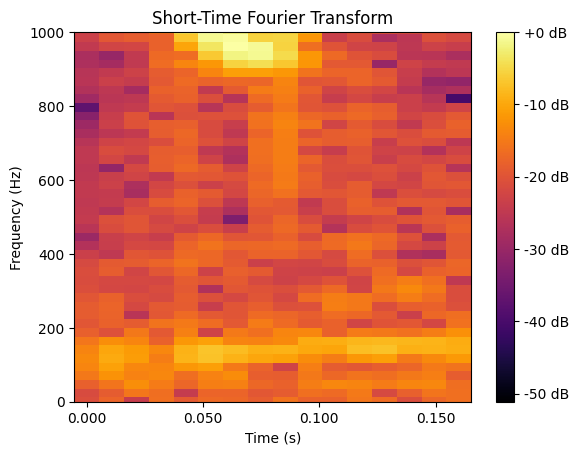 Short-Time Fourier Transform
1000
800
600
400
200
0
Frequency (Hz)
0.000
0.050
0.100
0.150
Time (s)
+0 dB
-10 dB
-20 dB
-30 dB
-40 dB
-50 dB